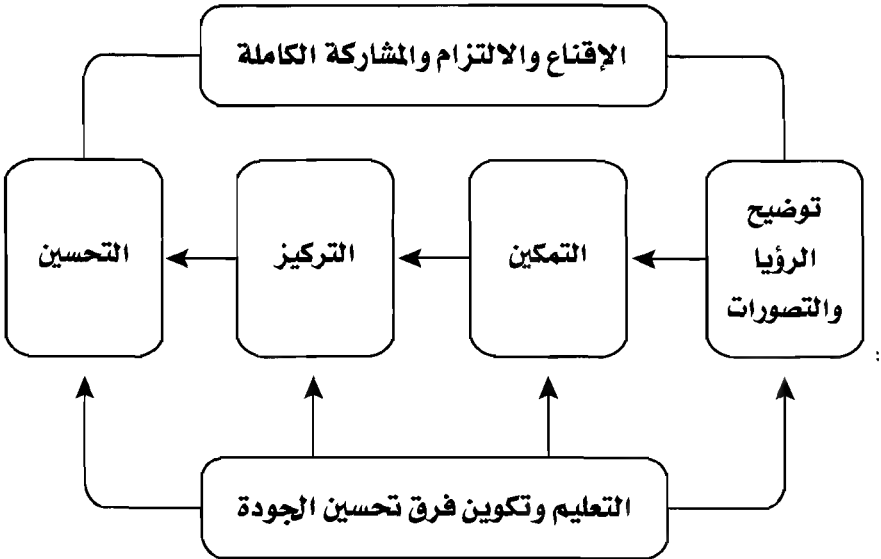 الإقناع والالتزام والمشاركة الكاملة
توضيح
الرؤيا
والتصورات
التمكين
التركيز
التحسين
التعليم وتكوين فرق تحسين الجودة